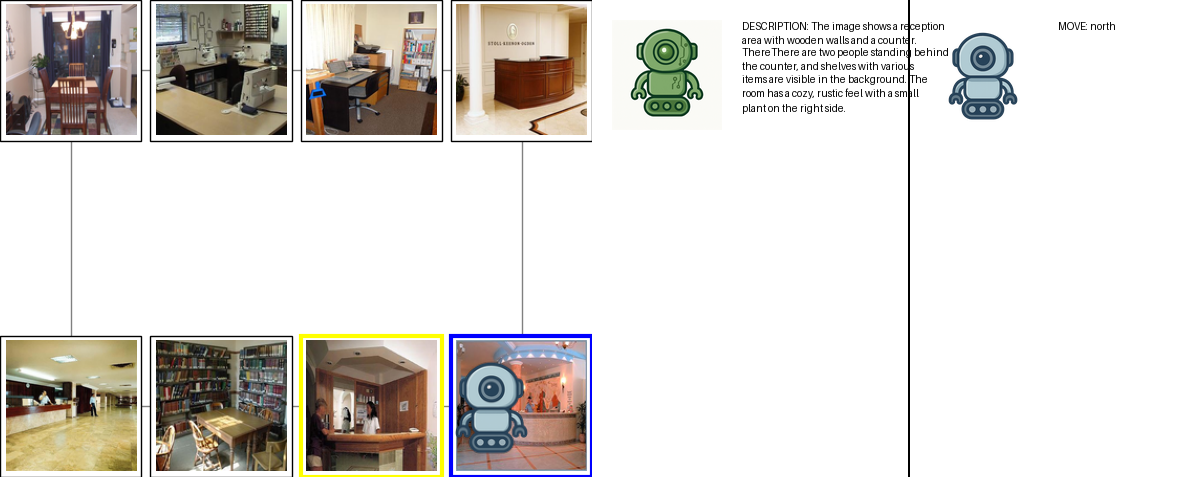 DESCRIPTION: The image shows a reception
area with wooden walls and a counter.
There There are two people standing behind
the counter, and shelves with various
items are visible in the background. The
room has a cozy, rustic feel with a small
plant on the right side.
MOVE: north